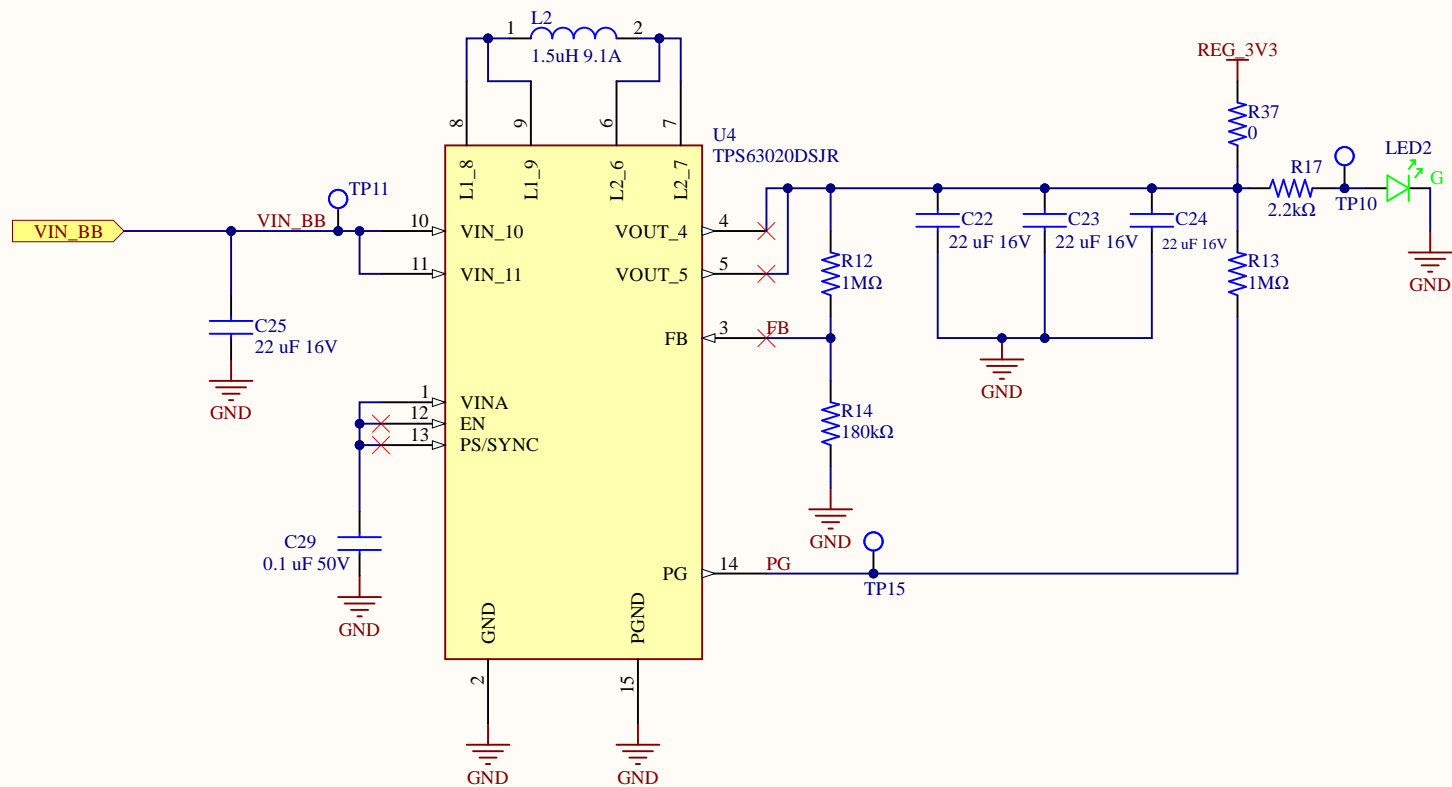 L2
1
2
1.5uH 9.1A
REG_3V3
8
9
6
7
R37
0
U4
TPS63020DSJR
L1_8
L1_9
L2_6
L2_7
TP11
R17
2.2kΩ
TP10
LED2
G
GND
VIN_BB
VIN_BB
10
VIN_10
11
VIN_11
VOUT_4
4
VOUT_5
5
C22
22 uF 16V
C23
22 uF 16V
C24
22 uF 16V
R12
1MΩ
R13
1MΩ
C25
22 uF 16V
GND
FB
3
FB
GND
1
VINA
12
EN
13
PS/SYNC
R14
180kΩ
GND
C29
0.1 uF 50V
GND
PG
14
PG
TP15
GND
PGND
2
15
GND
GND